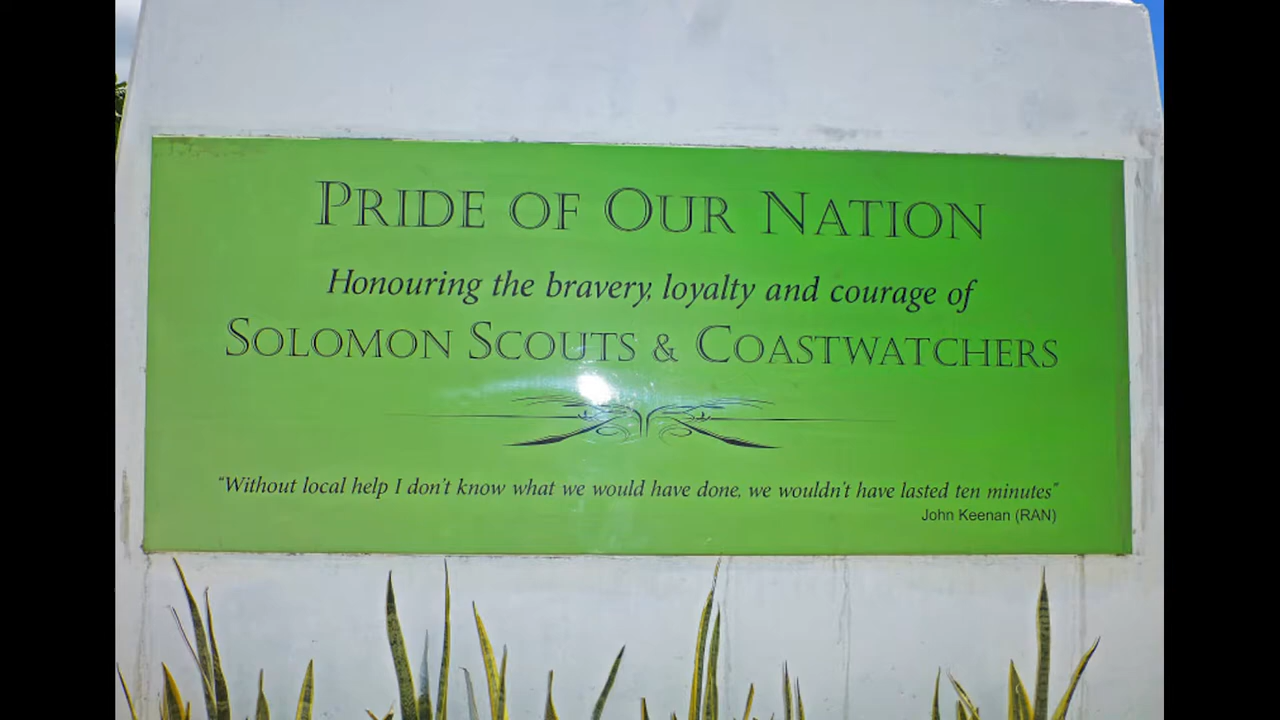 PRIDE OF OUR NATION
Honouring the bravery, loyalty and courage of
SOLOMON SCOUTS & COASTWATCHERS
"Without local help I don't know what we would have done, we wouldn't have lasted ten minutes"
John Keenan (RAN)